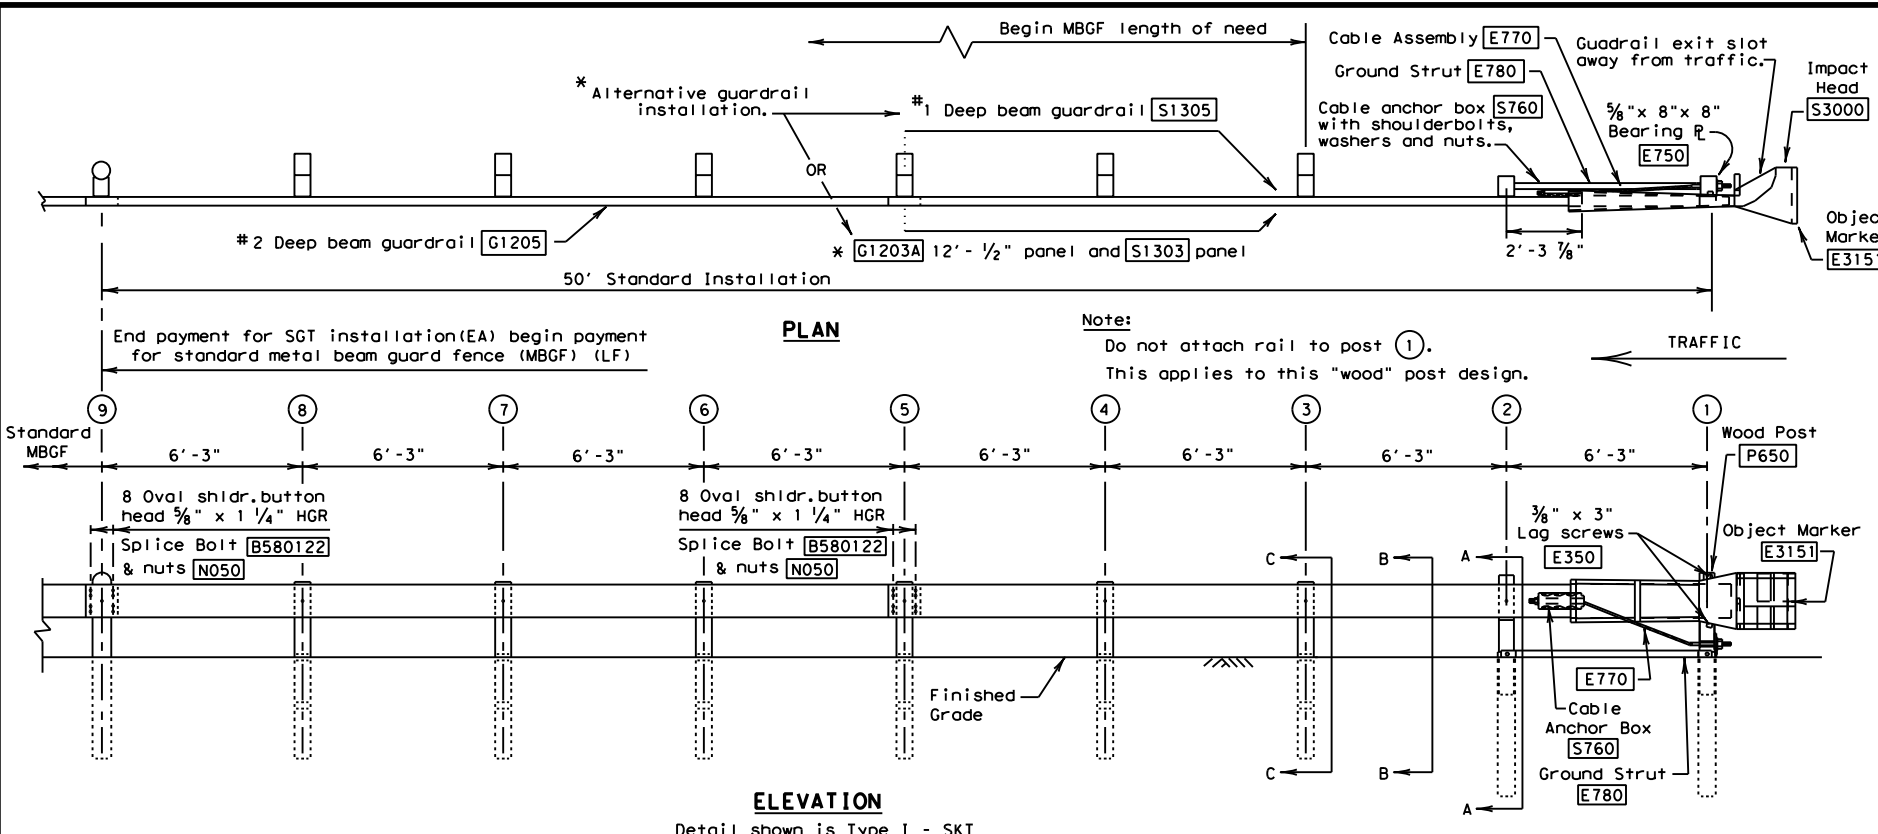 Begin MBGF length of need
Cable Assembly E770
Guadrail exit slot
away from traffic.
Impact
Head
S3000
Ground Strut E780
* Alternative guardrail
installation.
#1 Deep beam guardrail S1305
Cable anchor box S760
with shoulderbolts,
washers and nuts.
5/8"x 8"x 8"
Bearing PL
E750
OR
#2 Deep beam guardrail G1205
* G1203A 12'- 1/2" panel and S1303 panel
2'-3 7/8"
E3151
50' Standard Installation
PLAN
End payment for SGT installation(EA) begin payment
for standard metal beam guard fence (MBGF) (LF)
Note:
Do not attach rail to post 1.
This applies to this "wood" post design.
TRAFFIC
9 8 7 6 5 4 3 2 1
Standard
MBGF
6'-3" 6'-3" 6'-3" 6'-3" 6'-3" 6'-3" 6'-3" 6'-3"
Wood Post
P650
8 Oval shldr.button
head 5/8" x 1 1/4" HGR
Splice Bolt B580122
& nuts N050
8 Oval shldr.button
head 5/8" x 1 1/4" HGR
Splice Bolt B580122
& nuts N050
3/8" x 3"
Lag screws
E350
Object Marker
E3151
C B A
Finished
Grade
E770
Cable
Anchor Box
S760
Ground Strut
E780
C B A
ELEVATION
Detail shown is Type I - SKT